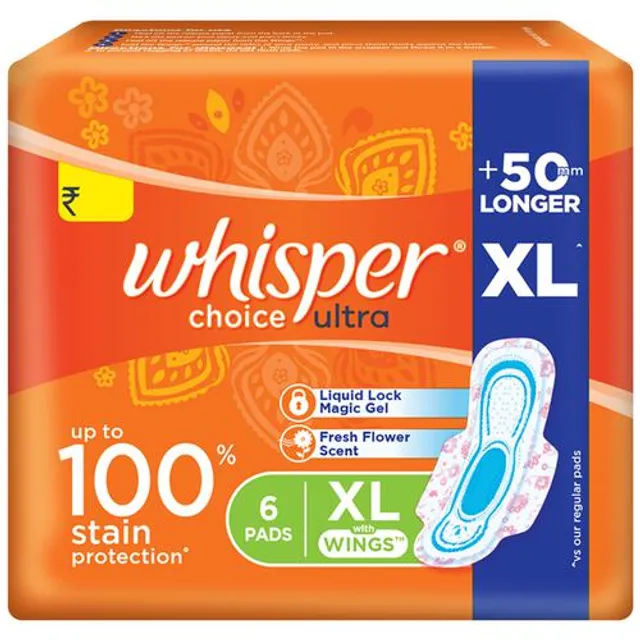 ₹
+50mm
LONGER
XL^
whisper®
choice ultra
Liquid Lock
Magic Gel
Fresh Flower
Scent
up to
100%
stain
protection*
6
PADS
XL
with
WINGS™
^vs our regular pads